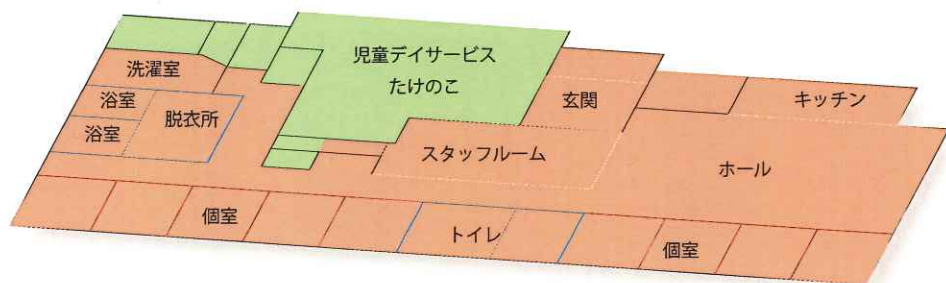 児童デイサービス
たけのこ
洗濯室
浴室
脱衣所
浴室
玄関
キッチン
スタッフルーム
ホール
個室
トイレ
個室